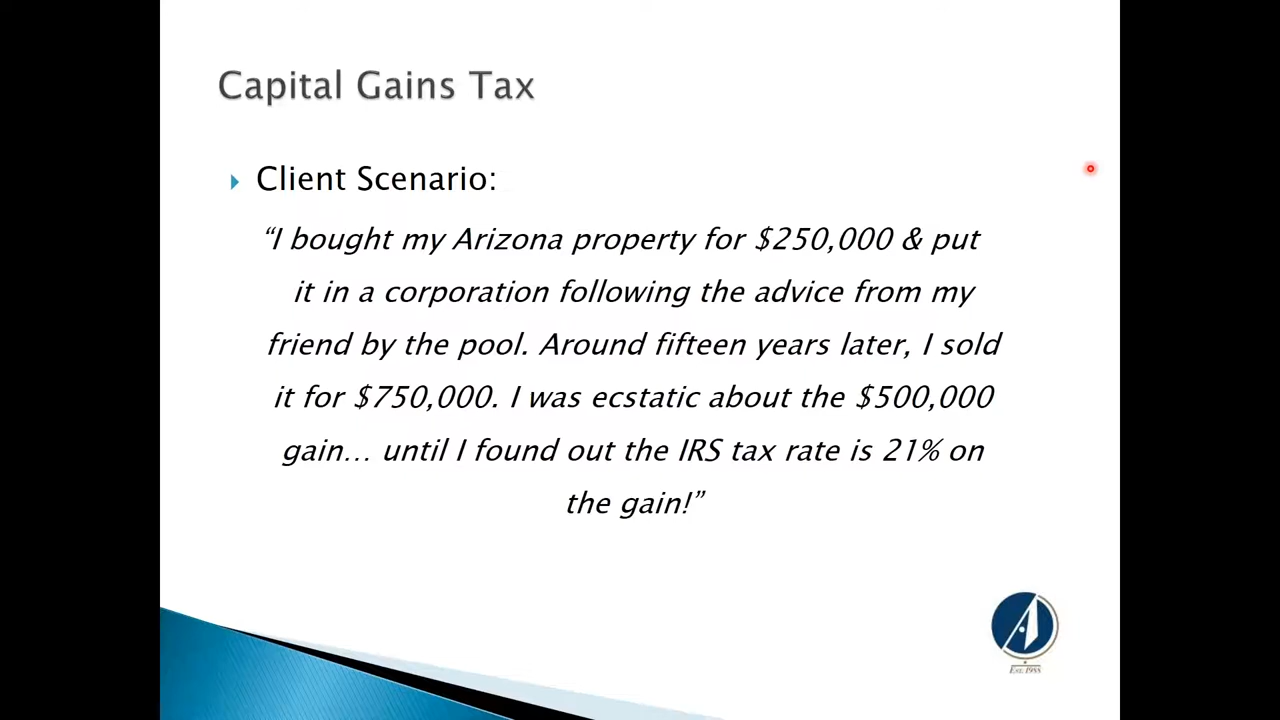 Capital Gains Tax
Client Scenario:
“I bought my Arizona property for $250,000 & put
it in a corporation following the advice from my
friend by the pool. Around fifteen years later, I sold
it for $750,000. I was ecstatic about the $500,000
gain… until I found out the IRS tax rate is 21% on
the gain!”
A
Est. 1988